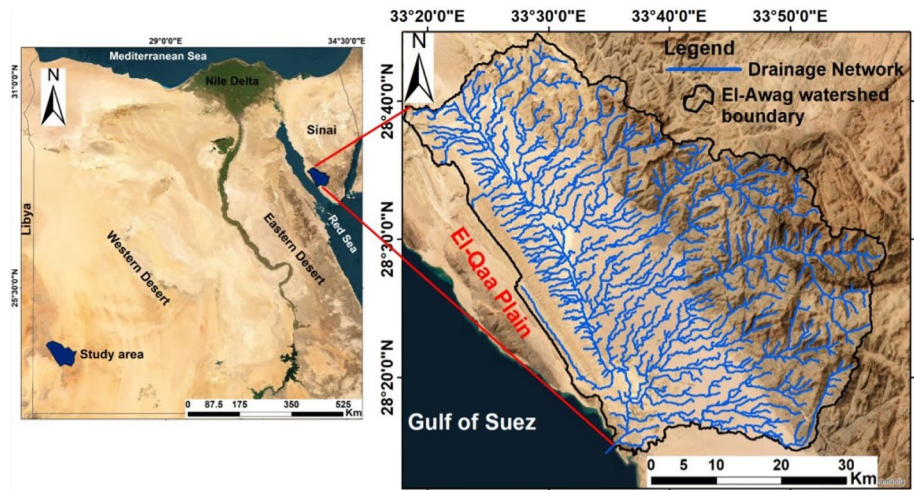 29°0'0"E
34°30'0"E
Mediterranean Sea
N
Nile Delta
31°0'0"N
Sinai
Libya
Red Sea
Eastern Desert
Western Desert
25°30'0"N
Study area
0 87.5 175 350 525
Km
33°20'0"E
33°30'0"E
33°40'0"E
33°50'0"E
N
Legend
Drainage Network
El-Awag watershed
boundary
28°40'0"N
28°30'0"N
El-Qaa Plain
28°20'0"N
Gulf of Suez
0 5 10 20 30
Km